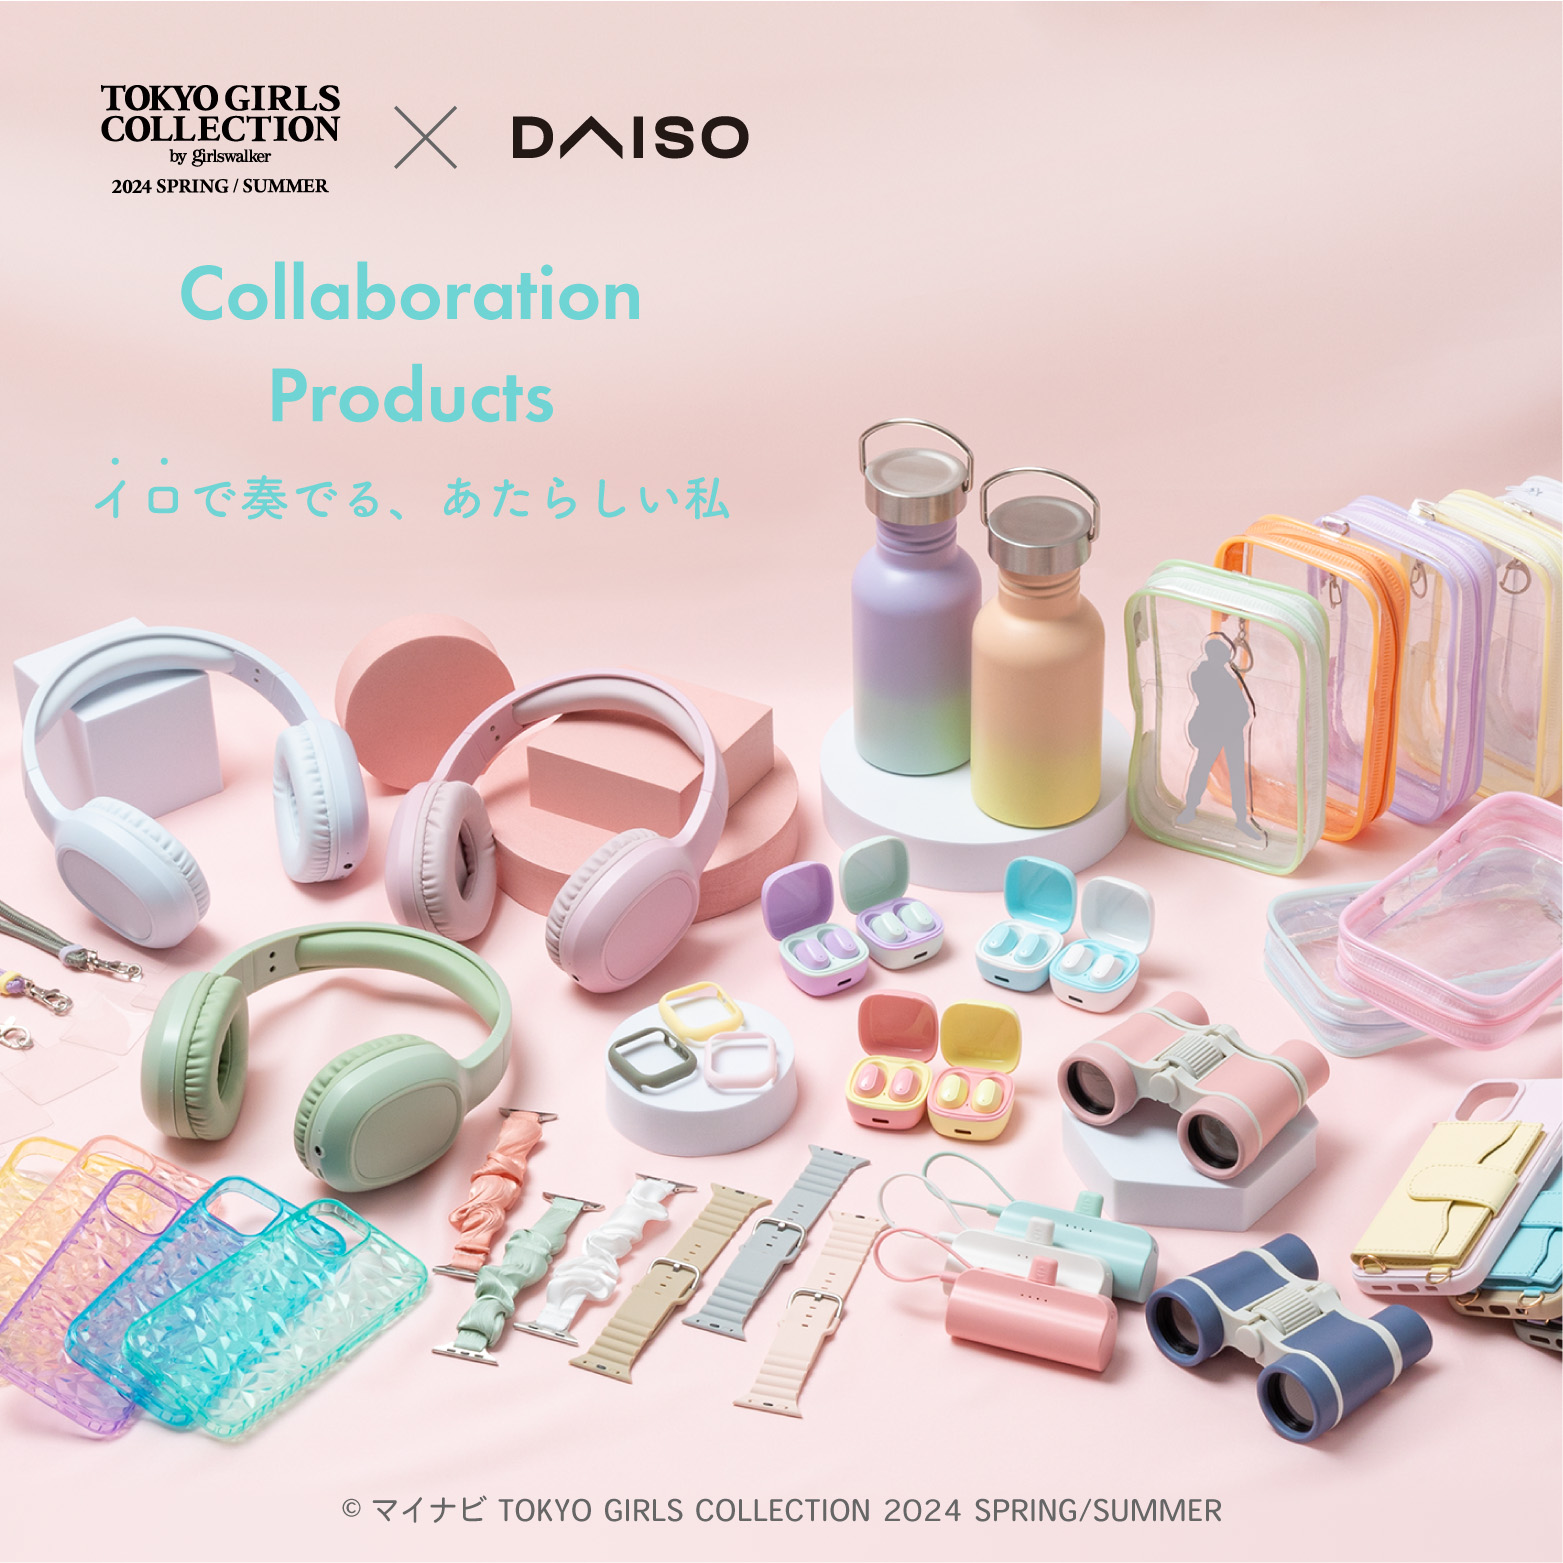 TOKYO GIRLS
COLLECTION
by girlswalker
2024 SPRING / SUMMER
× DAISO
Collaboration
Products
イロで奏でる、あたらしい私
© マイナビ TOKYO GIRLS COLLECTION 2024 SPRING/SUMMER